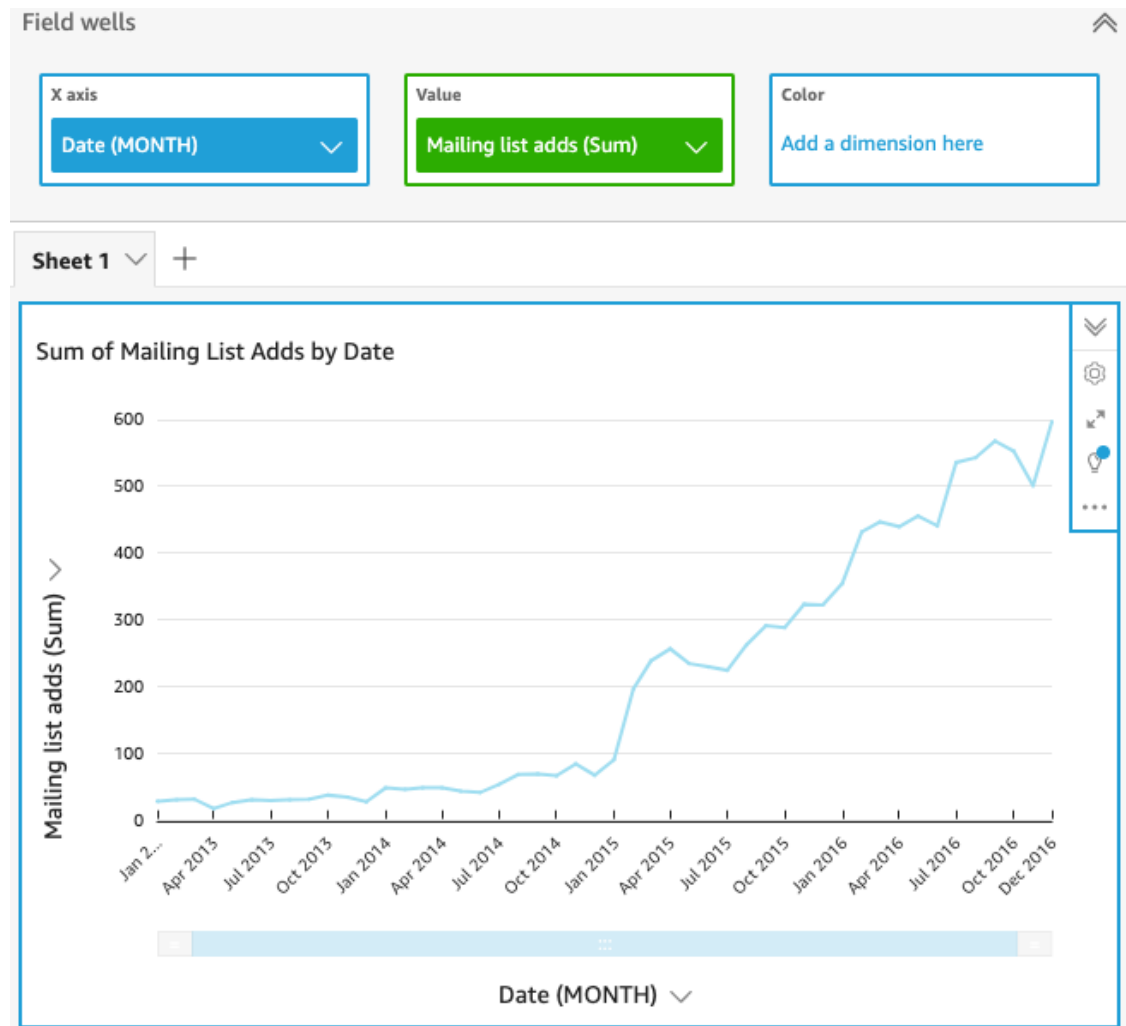 Field wells
X axis
Value
Color
Date (MONTH)
Mailing list adds (Sum)
Add a dimension here
Sheet 1
Sum of Mailing List Adds by Date
600
500
400
300
200
100
0
Mailing list adds (Sum)
Jan 2...
Apr 2013
Jul 2013
Oct 2013
Jan 2014
Apr 2014
Jul 2014
Oct 2014
Jan 2015
Apr 2015
Jul 2015
Oct 2015
Jan 2016
Apr 2016
Jul 2016
Oct 2016
Dec 2016
Date (MONTH)